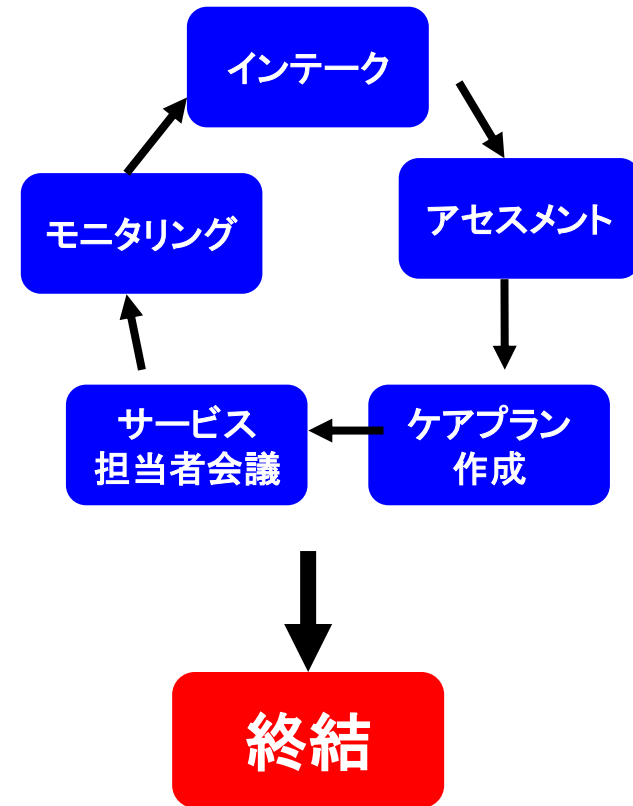 インテーク
アセスメント
モニタリング
サービス
担当者会議
ケアプラン
作成
終結